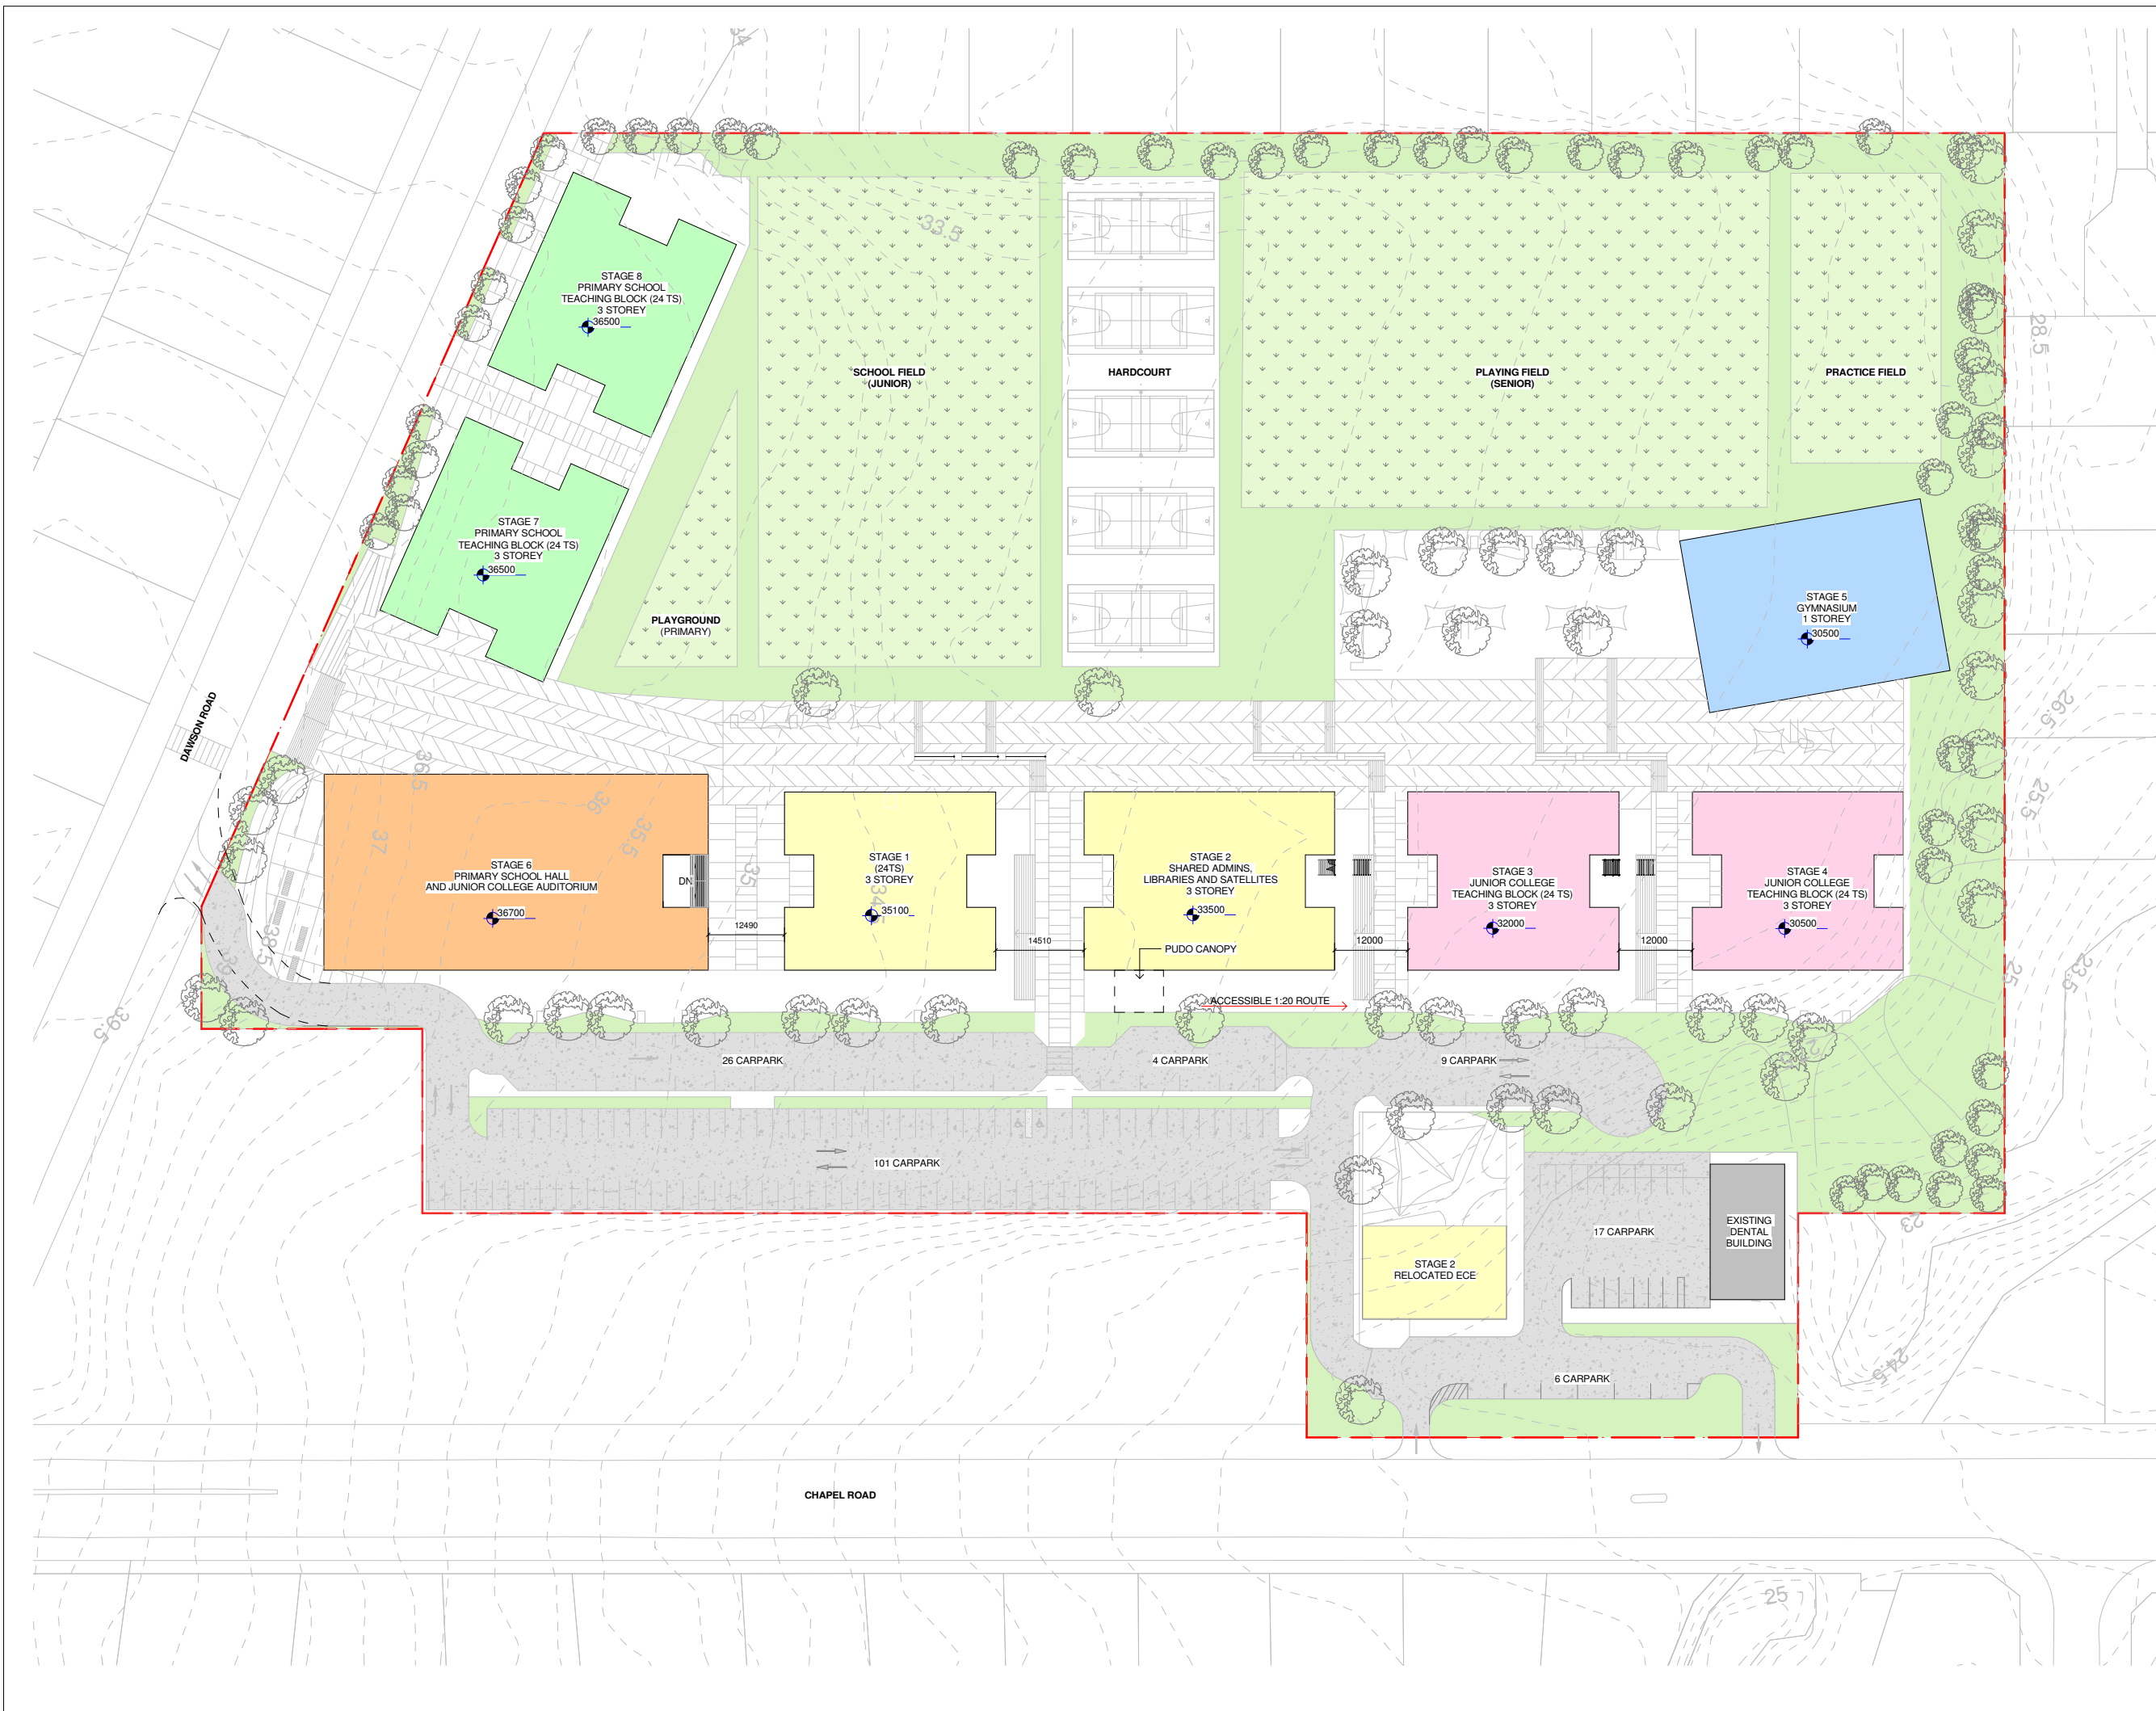 34
33.5
28.5
STAGE 8
PRIMARY SCHOOL
TEACHING BLOCK (24 TS)
3 STOREY
36500
SCHOOL FIELD
(JUNIOR)
HARDCOURT
PLAYING FIELD
(SENIOR)
PRACTICE FIELD
STAGE 7
PRIMARY SCHOOL
TEACHING BLOCK (24 TS)
3 STOREY
36500
PLAYGROUND
(PRIMARY)
STAGE 5
GYMNASIUM
1 STOREY
30500
DAWSON ROAD
26.5
25.5
36.5
36
35.5
37
35
38.5
39
39.5
STAGE 6
PRIMARY SCHOOL HALL
AND JUNIOR COLLEGE AUDITORIUM
36700
DN
12490
STAGE 1
(24TS)
3 STOREY
35100
14510
STAGE 2
SHARED ADMINS,
LIBRARIES AND SATELLITES
3 STOREY
33500
PUDO CANOPY
12000
STAGE 3
JUNIOR COLLEGE
TEACHING BLOCK (24 TS)
3 STOREY
32000
12000
STAGE 4
JUNIOR COLLEGE
TEACHING BLOCK (24 TS)
3 STOREY
30500
25
23.5
ACCESSIBLE 1:20 ROUTE
26 CARPARK
4 CARPARK
9 CARPARK
101 CARPARK
17 CARPARK
EXISTING
DENTAL
BUILDING
23
STAGE 2
RELOCATED ECE
24.5
6 CARPARK
CHAPEL ROAD
25